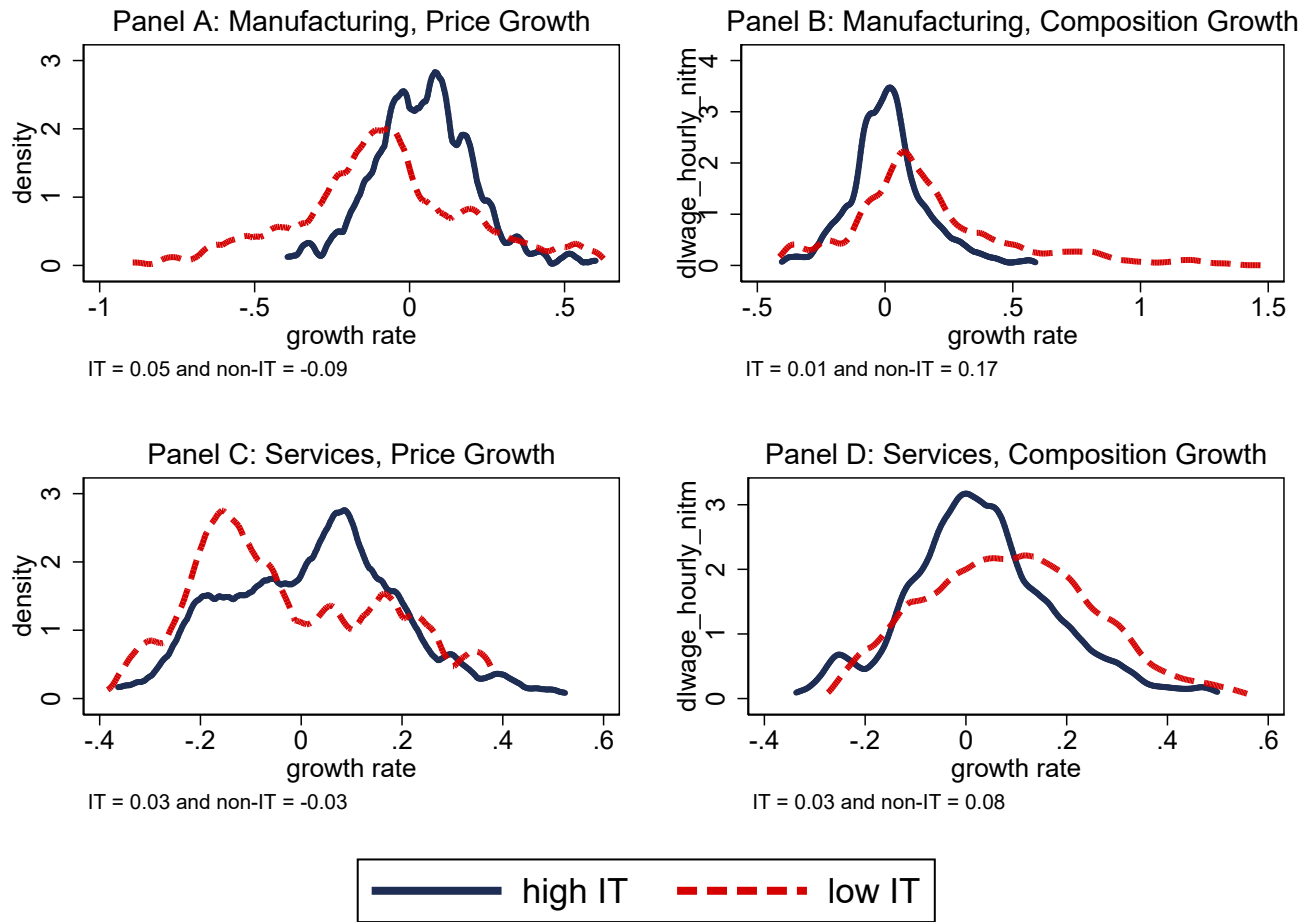 Panel A: Manufacturing, Price Growth
density
3
2
1
0
-1
-.5
0
.5
growth rate
IT = 0.05 and non-IT = -0.09
Panel B: Manufacturing, Composition Growth
dlwage_hourly_nitm
4
3
2
1
0
-.5
0
.5
1
1.5
growth rate
IT = 0.01 and non-IT = 0.17
Panel C: Services, Price Growth
density
3
2
1
0
-.4
-.2
0
.2
.4
.6
growth rate
IT = 0.03 and non-IT = -0.03
Panel D: Services, Composition Growth
dlwage_hourly_nitm
3
2
1
0
-.4
-.2
0
.2
.4
.6
growth rate
IT = 0.03 and non-IT = 0.08
high IT
low IT